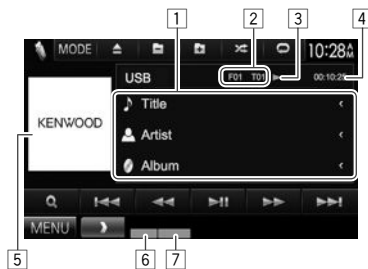 1 2 3 4
MODE 10:28
USB F01 T01 00:10:25
KENWOOD
Title
Artist
Album
MENU
5 6 7